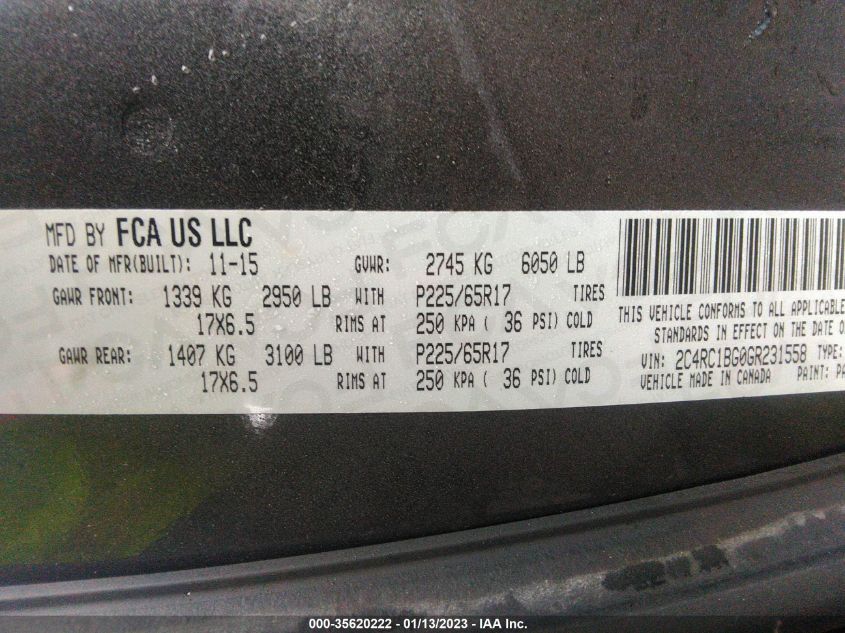 MFD BY FCA US LLC
DATE OF MFR(BUILT): 11-15 GVWR: 2745 KG 6050 LB
GAWR FRONT: 1339 KG 2950 LB WITH P225/65R17 TIRES
17X6.5 RIMS AT 250 KPA ( 36 PSI) COLD
GAWR REAR: 1407 KG 3100 LB WITH P225/65R17 TIRES
17X6.5 RIMS AT 250 KPA ( 36 PSI) COLD
THIS VEHICLE CONFORMS TO ALL APPLICABLE
STANDARDS IN EFFECT ON THE DATE O
VIN: 2C4RC1BG0GR231558 TYPE:
VEHICLE MADE IN CANADA PAINT: PA
000-35620222 - 01/13/2023 - IAA Inc.